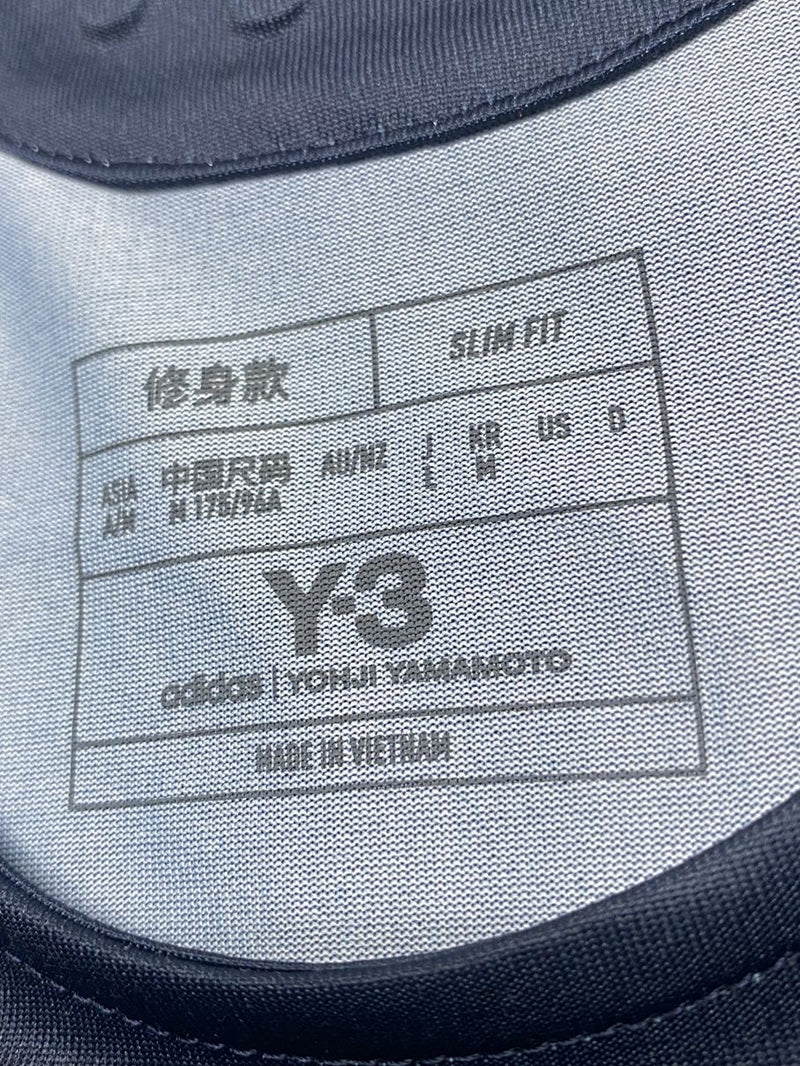 修身款 SLIM FIT
ASIA 中国尺码 AU/NZ J KR US D
A/M M 175/96A L M
Y-3
adidas | YOHJI YAMAMOTO
MADE IN VIETNAM